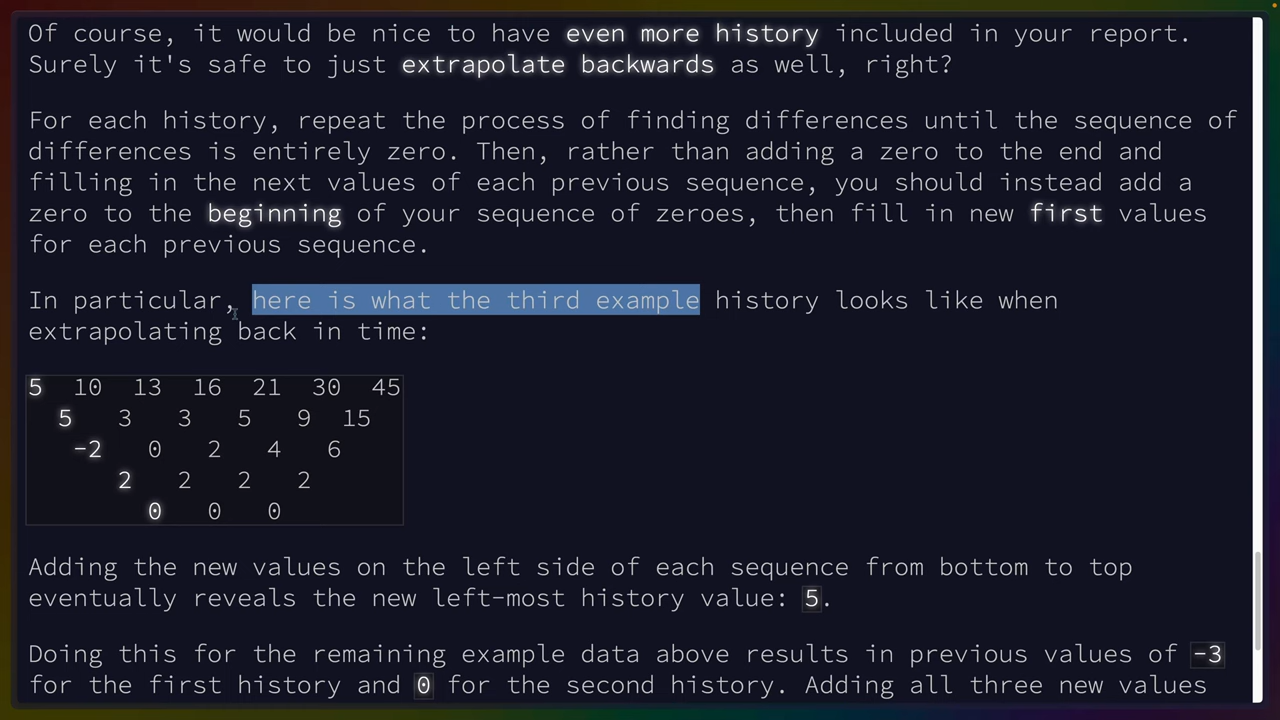 Of course, it would be nice to have even more history included in your report.
Surely it's safe to just extrapolate backwards as well, right?
For each history, repeat the process of finding differences until the sequence of
differences is entirely zero. Then, rather than adding a zero to the end and
filling in the next values of each previous sequence, you should instead add a
zero to the beginning of your sequence of zeroes, then fill in new first values
for each previous sequence.
In particular, here is what the third example history looks like when
extrapolating back in time:
5 10 13 16 21 30 45
5 3 3 5 9 15
-2 0 2 4 6
2 2 2 2
0 0 0
Adding the new values on the left side of each sequence from bottom to top
eventually reveals the new left-most history value: 5.
Doing this for the remaining example data above results in previous values of -3
for the first history and 0 for the second history. Adding all three new values